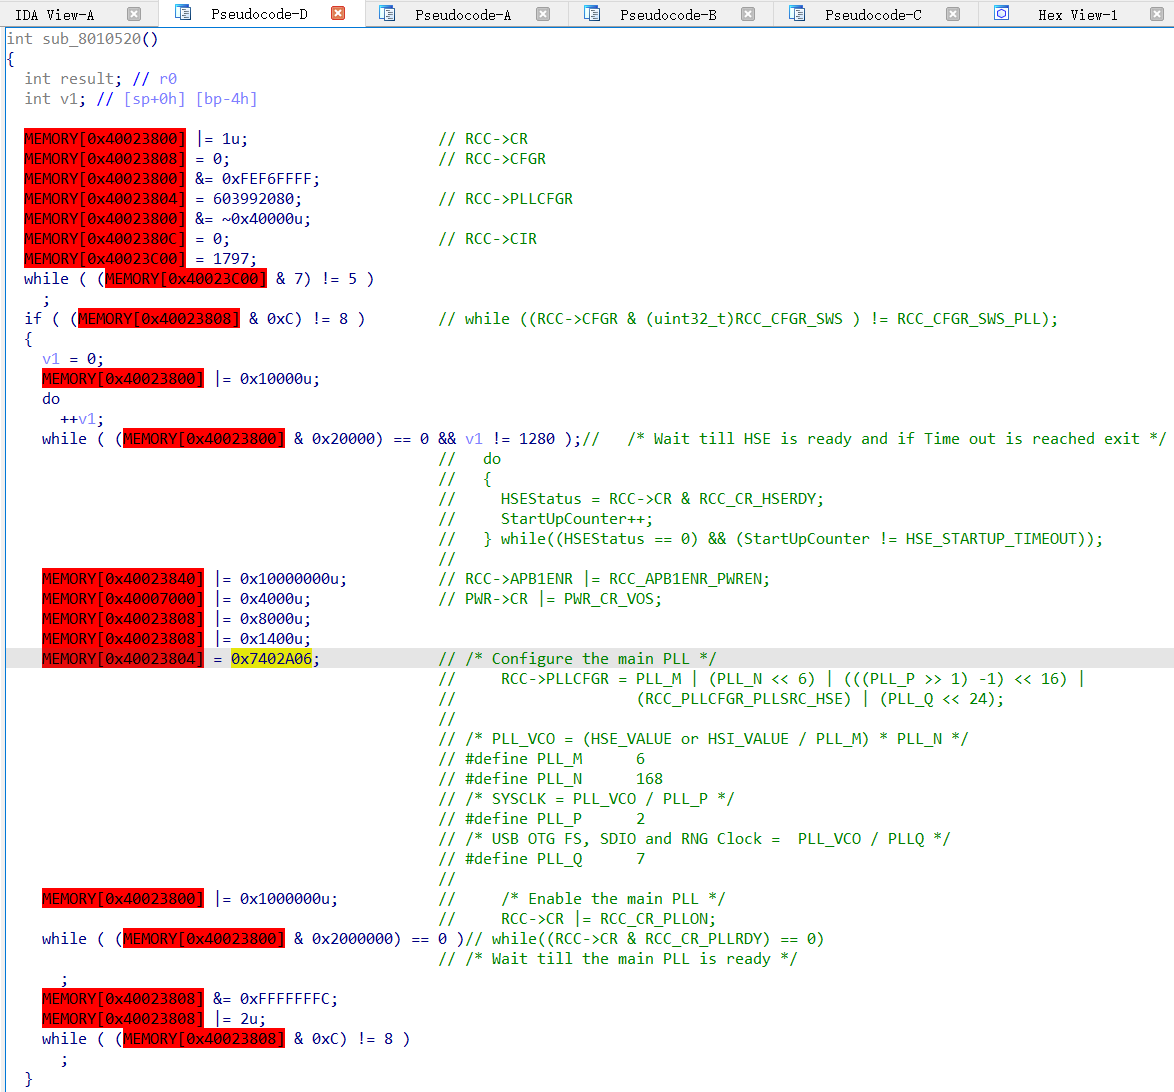 IDA View-A Pseudocode-D Pseudocode-A Pseudocode-B Pseudocode-C Hex View-1
int sub_8010520()
{
  int result; // r0
  int v1; // [sp+0h] [bp-4h]

  MEMORY[0x40023800] |= 1u;                     // RCC->CR
  MEMORY[0x40023808] = 0;                       // RCC->CFGR
  MEMORY[0x40023800] &= 0xFEF6FFFF;
  MEMORY[0x40023804] = 603992080;               // RCC->PLLCFGR
  MEMORY[0x40023800] &= ~0x40000u;
  MEMORY[0x4002380C] = 0;                       // RCC->CIR
  MEMORY[0x40023C00] = 1797;
  while ( (MEMORY[0x40023C00] & 7) != 5 )
    ;
  if ( (MEMORY[0x40023808] & 0xC) != 8 )        // while ((RCC->CFGR & (uint32_t)RCC_CFGR_SWS ) != RCC_CFGR_SWS_PLL);
  {
    v1 = 0;
    MEMORY[0x40023800] |= 0x10000u;
    do
      ++v1;
    while ( (MEMORY[0x40023800] & 0x20000) == 0 && v1 != 1280 );//   /* Wait till HSE is ready and if Time out is reached exit */
                                                //   do
                                                //   {
                                                //     HSEStatus = RCC->CR & RCC_CR_HSERDY;
                                                //     StartUpCounter++;
                                                //   } while((HSEStatus == 0) && (StartUpCounter != HSE_STARTUP_TIMEOUT));
                                                //
    MEMORY[0x40023840] |= 0x10000000u;          // RCC->APB1ENR |= RCC_APB1ENR_PWREN;
    MEMORY[0x40007000] |= 0x4000u;              // PWR->CR |= PWR_CR_VOS;
    MEMORY[0x40023808] |= 0x8000u;
    MEMORY[0x40023808] |= 0x1400u;
    MEMORY[0x40023804] = 0x7402A06;             // /* Configure the main PLL */
                                                //     RCC->PLLCFGR = PLL_M | (PLL_N << 6) | (((PLL_P >> 1) -1) << 16) |
                                                //                    (RCC_PLLCFGR_PLLSRC_HSE) | (PLL_Q << 24);
                                                //
                                                // /* PLL_VCO = (HSE_VALUE or HSI_VALUE / PLL_M) * PLL_N */
                                                // #define PLL_M      6
                                                // #define PLL_N      168
                                                // /* SYSCLK = PLL_VCO / PLL_P */
                                                // #define PLL_P      2
                                                // /* USB OTG FS, SDIO and RNG Clock =  PLL_VCO / PLLQ */
                                                // #define PLL_Q      7
                                                //
    MEMORY[0x40023800] |= 0x1000000u;           //     /* Enable the main PLL */
                                                //     RCC->CR |= RCC_CR_PLLON;
    while ( (MEMORY[0x40023800] & 0x2000000) == 0 )// while((RCC->CR & RCC_CR_PLLRDY) == 0)
                                                // /* Wait till the main PLL is ready */
      ;
    MEMORY[0x40023808] &= 0xFFFFFFFC;
    MEMORY[0x40023808] |= 2u;
    while ( (MEMORY[0x40023808] & 0xC) != 8 )
      ;
  }